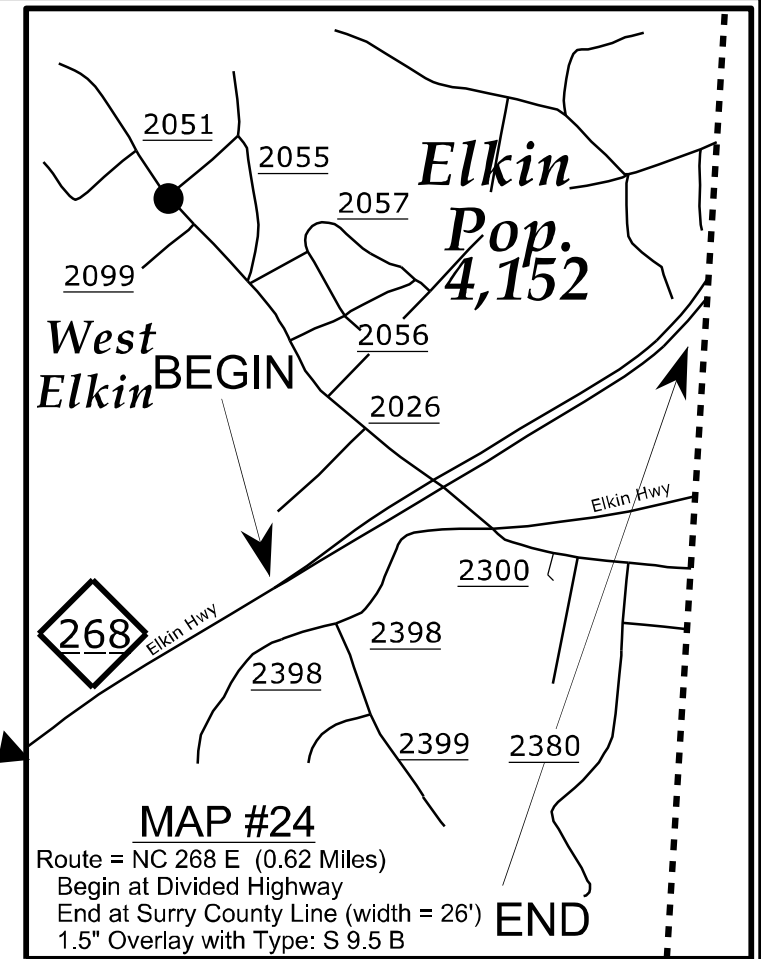 2051
2055
Elkin
Pop.
4,152
2057
2099
West
Elkin
BEGIN
2056
2026
Elkin Hwy
2300
268
Elkin Hwy
2398
2398
2399
2380
MAP #24
Route = NC 268 E (0.62 Miles)
Begin at Divided Highway
End at Surry County Line (width = 26')
1.5" Overlay with Type: S 9.5 B
END